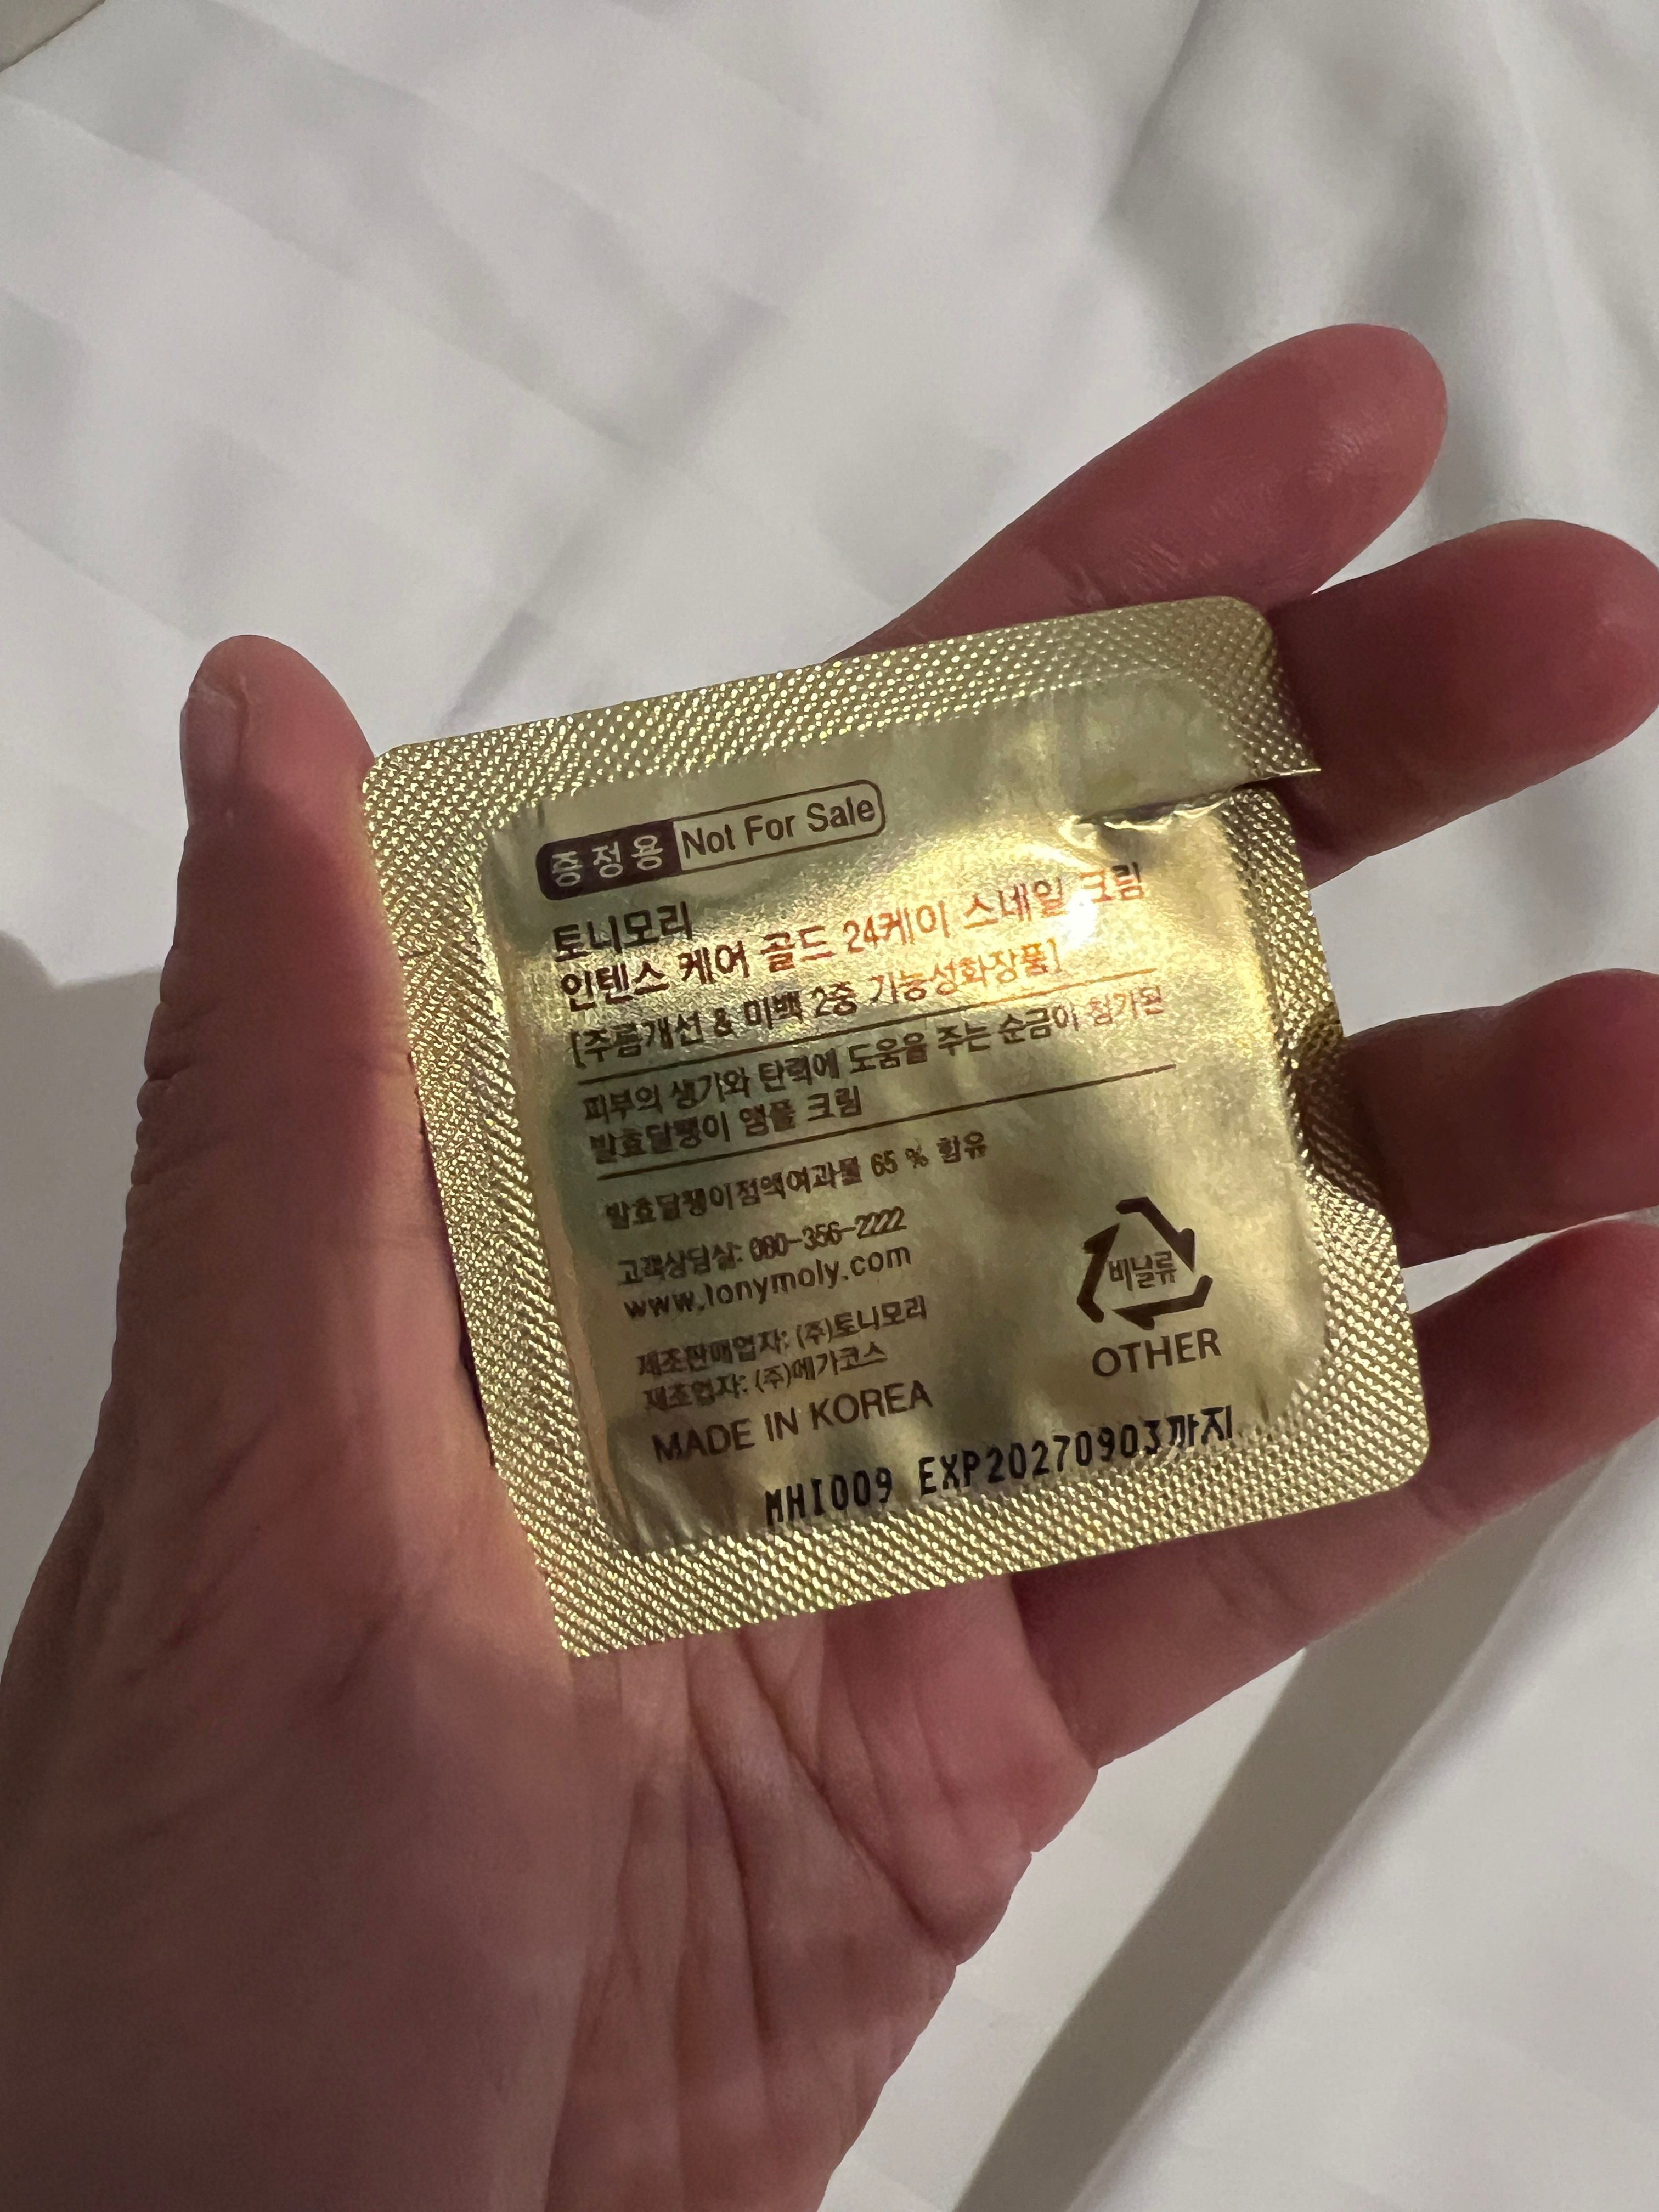 증정용 Not For Sale
토니모리
인텐스 케어 골드 24케이 스네일 크림
[주름개선 & 미백 2중 기능성화장품]
피부의 생기와 탄력에 도움을 주는 순금이 첨가된
발효달팽이 앰플 크림
발효달팽이점액여과물 65 % 함유
고객상담실: 080-356-2222
www.tonymoly.com
제조판매업자: (주)토니모리
제조업자: (주)메가코스
MADE IN KOREA
비닐류
OTHER
MHI009 EXP20270903까지